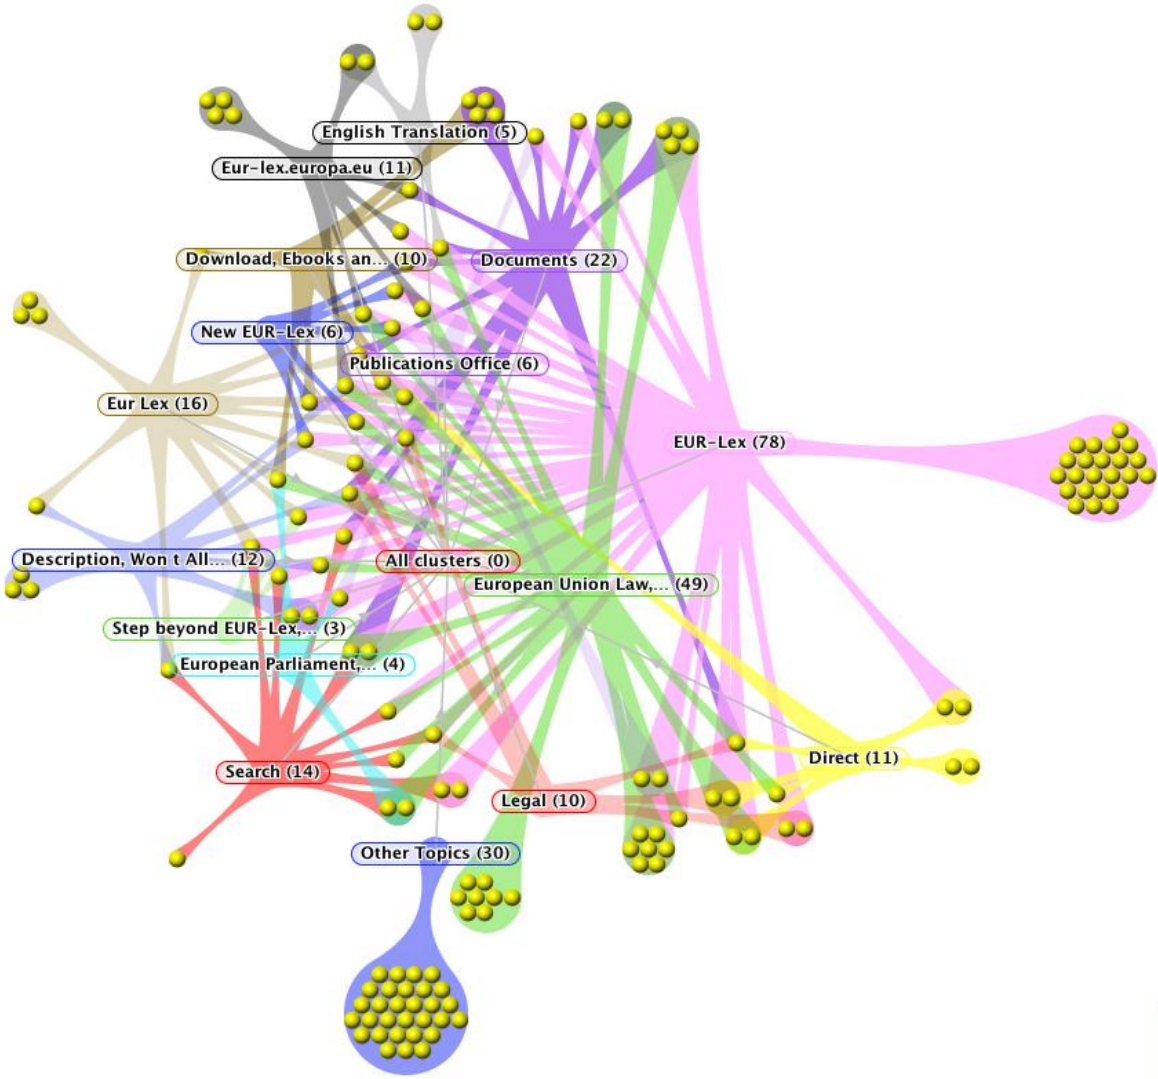 English Translation (5)
Eur-lex.europa.eu (11)
Download, Ebooks an... (10)
Documents (22)
New EUR-Lex (6)
Publications Office (6)
Eur Lex (16)
EUR-Lex (78)
Description, Won t All... (12)
All clusters (0)
European Union Law,... (49)
Step beyond EUR-Lex,... (3)
European Parliament,... (4)
Search (14)
Direct (11)
Legal (10)
Other Topics (30)